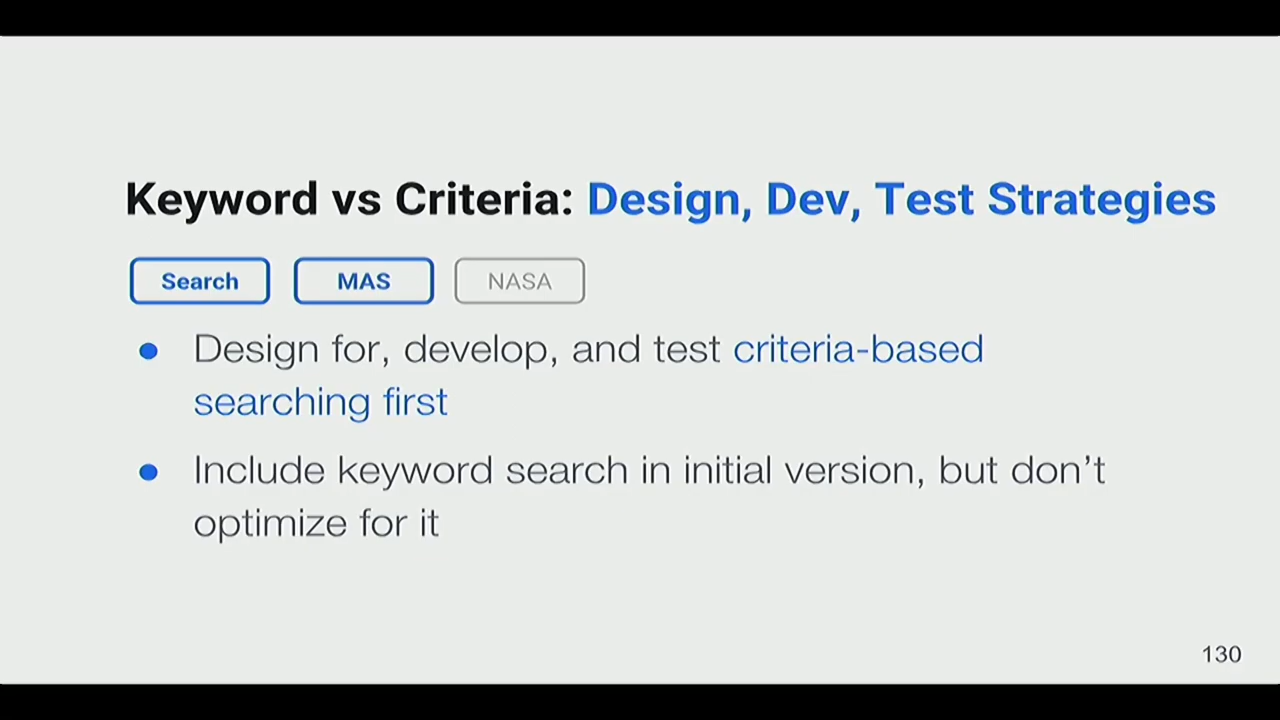 Keyword vs Criteria: Design, Dev, Test Strategies
Search MAS NASA
● Design for, develop, and test criteria-based
searching first
● Include keyword search in initial version, but don’t
optimize for it
130